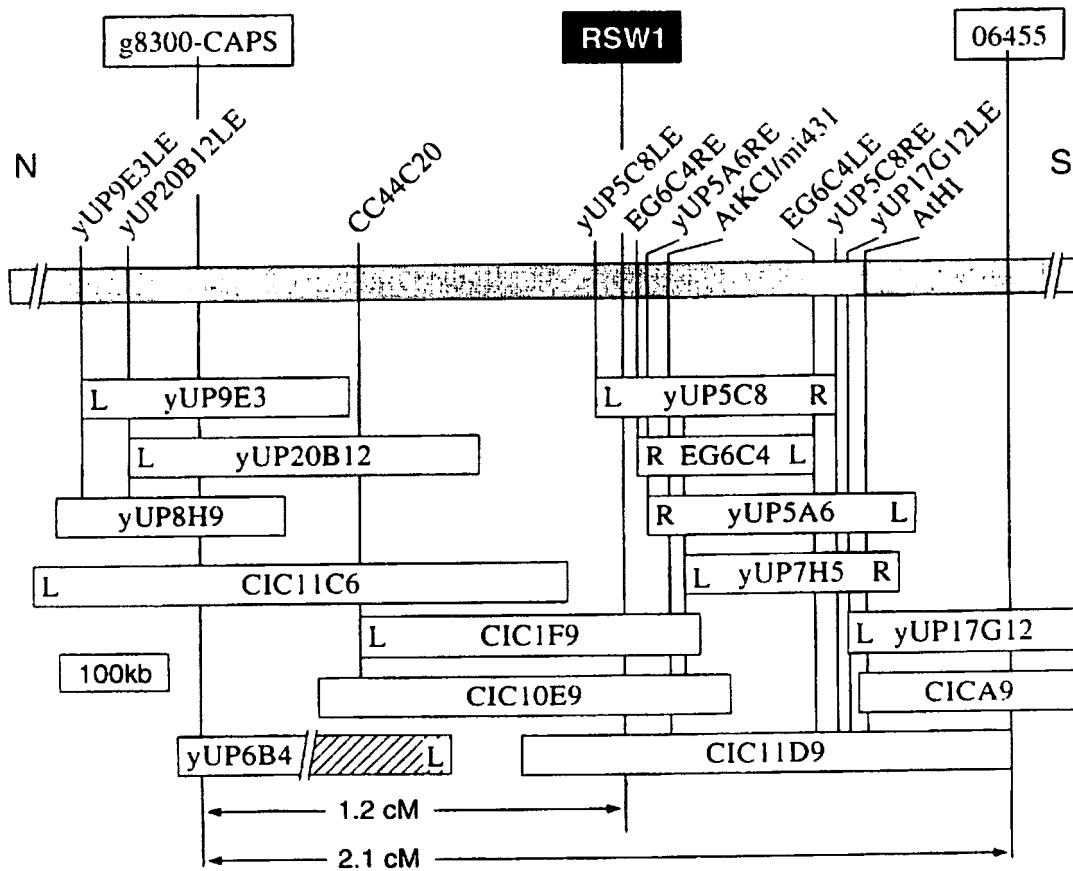 g8300-CAPS
RSW1
06455
N
S
yUP9E3LE
yUP20B12LE
CC44C20
yUP5C8LE
EG6C4RE
yUP5A6RE
AtKCI/mi431
EG6C4LE
yUP5C8RE
yUP17G12LE
AtHI
L yUP9E3
L yUP5C8 R
L yUP20B12
R EG6C4 L
yUP8H9
R yUP5A6 L
L CIC11C6
L yUP7H5 R
L CIC1F9
L yUP17G12
100kb
CIC10E9
CICA9
yUP6B4 L
CIC11D9
1.2 cM
2.1 cM